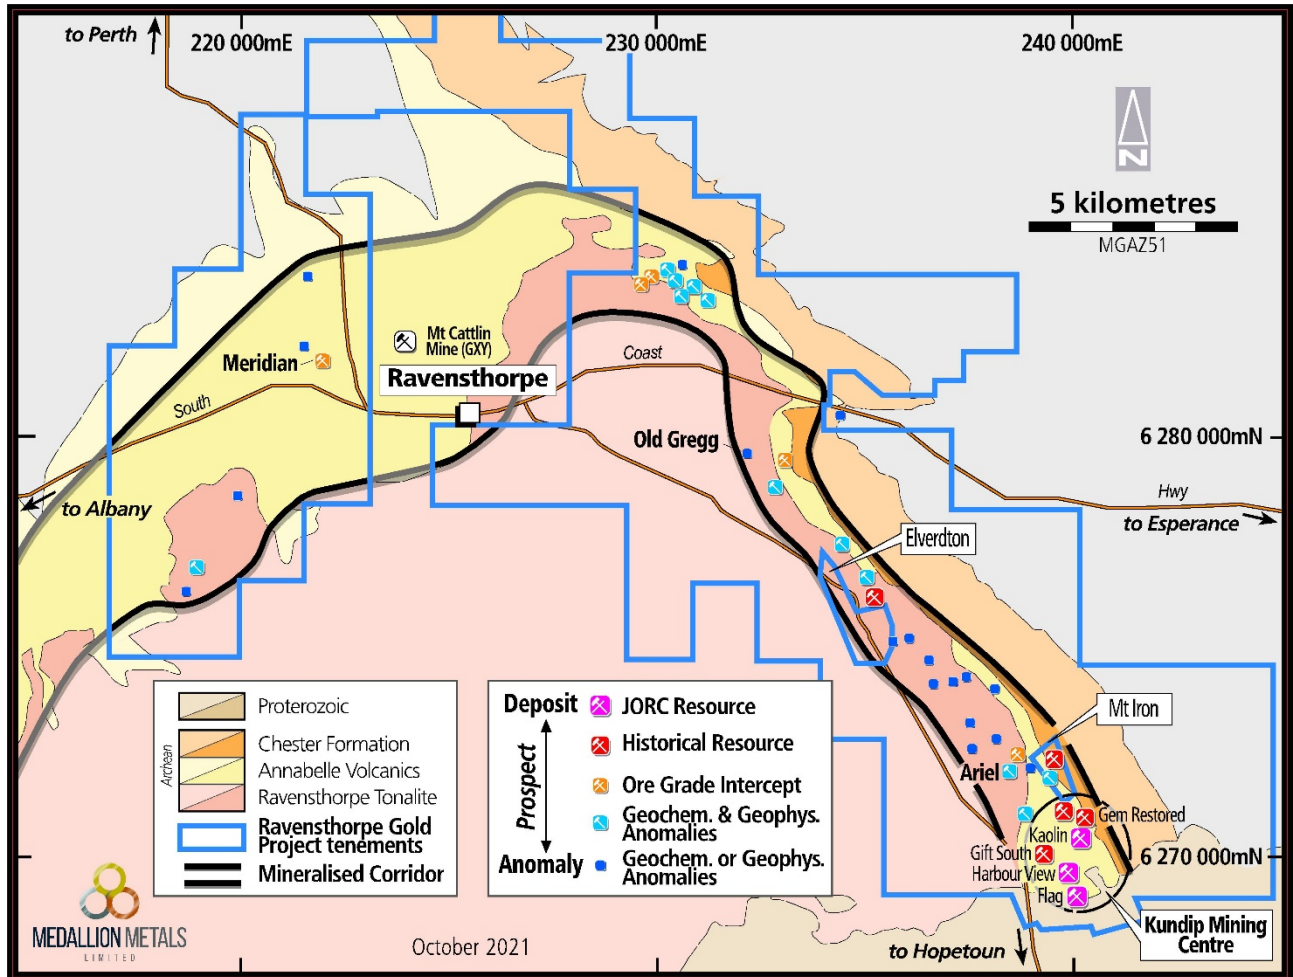 to Perth
220 000mE
230 000mE
240 000mE
N
5 kilometres
MGAZ51
Mt Cattlin
Mine (GXY)
Meridian
Ravensthorpe
Coast
South
Old Gregg
6 280 000mN
to Albany
Hwy
to Esperance
Elverdton
Mt Iron
Ariel
Gem Restored
Kaolin
Gift South
Harbour View
Flag
6 270 000mN
Kundip Mining
Centre
to Hopetoun
Archean
Proterozoic
Chester Formation
Annabelle Volcanics
Ravensthorpe Tonalite
Ravensthorpe Gold
Project tenements
Mineralised Corridor
Deposit
Prospect
Anomaly
JORC Resource
Historical Resource
Ore Grade Intercept
Geochem. & Geophys.
Anomalies
Geochem. or Geophys.
Anomalies
MEDALLION METALS
LIMITED
October 2021